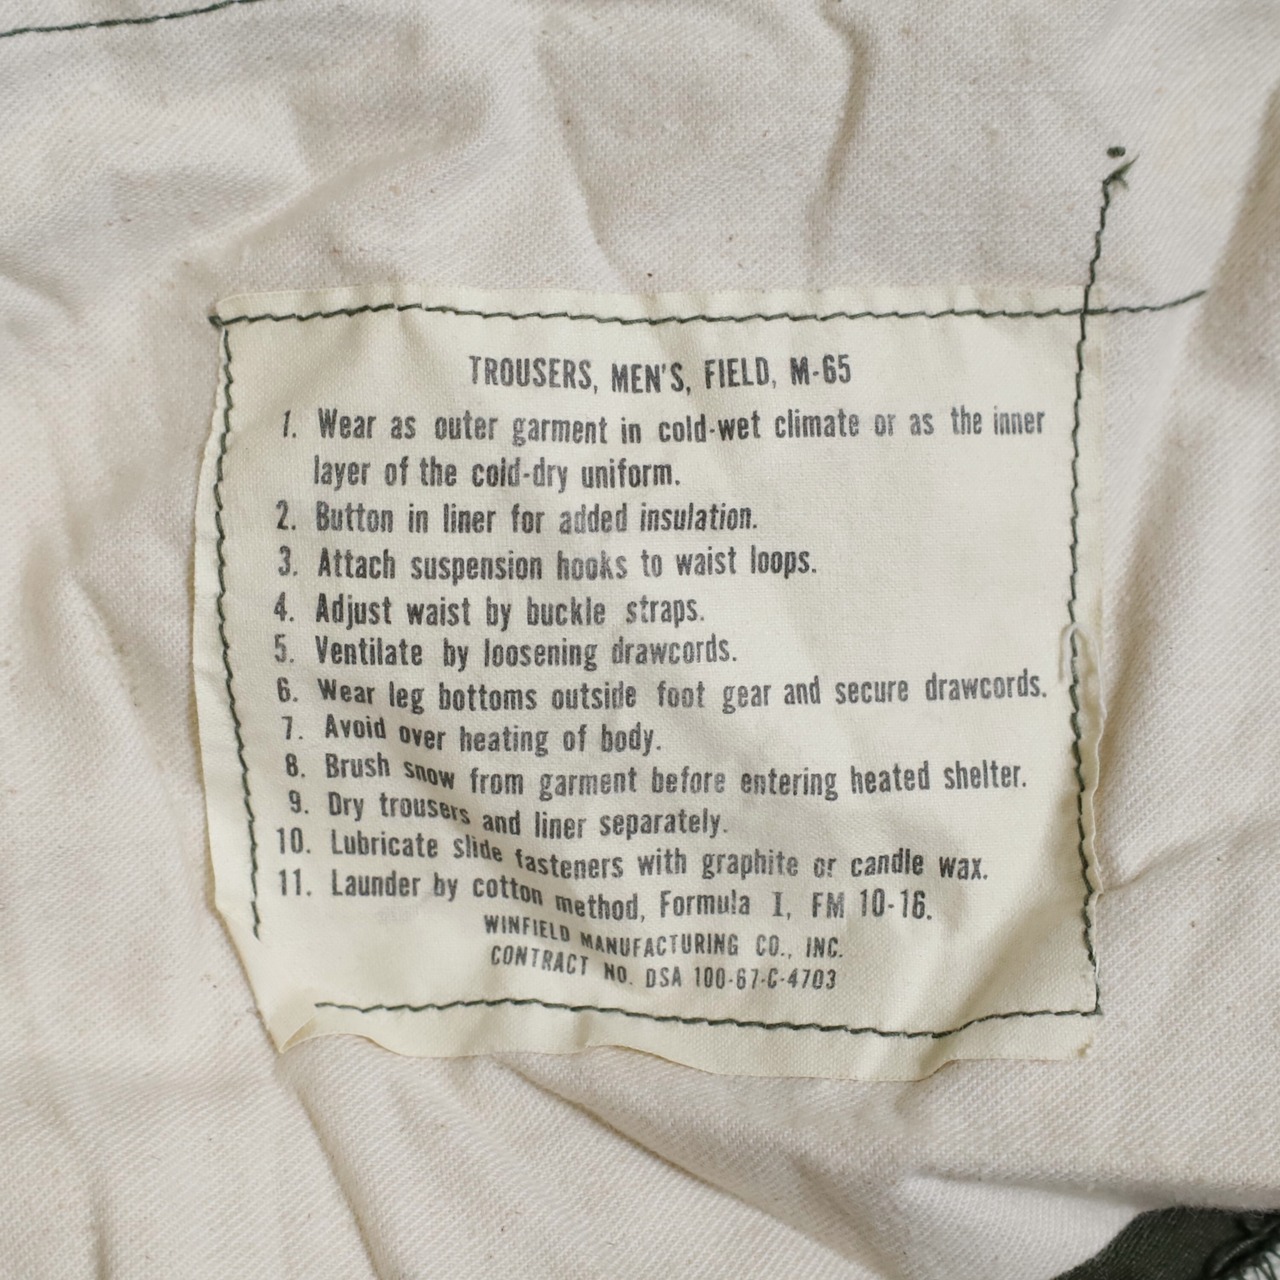 TROUSERS, MEN'S, FIELD, M-65
1. Wear as outer garment in cold-wet climate or as the inner
layer of the cold-dry uniform.
2. Button in liner for added insulation.
3. Attach suspension hooks to waist loops.
4. Adjust waist by buckle straps.
5. Ventilate by loosening drawcords.
6. Wear leg bottoms outside foot gear and secure drawcords.
7. Avoid over heating of body.
8. Brush snow from garment before entering heated shelter.
9. Dry trousers and liner separately.
10. Lubricate slide fasteners with graphite or candle wax.
11. Launder by cotton method, Formula I, FM 10-16.
WINFIELD MANUFACTURING CO., INC.
CONTRACT NO. DSA 100-67-C-4703